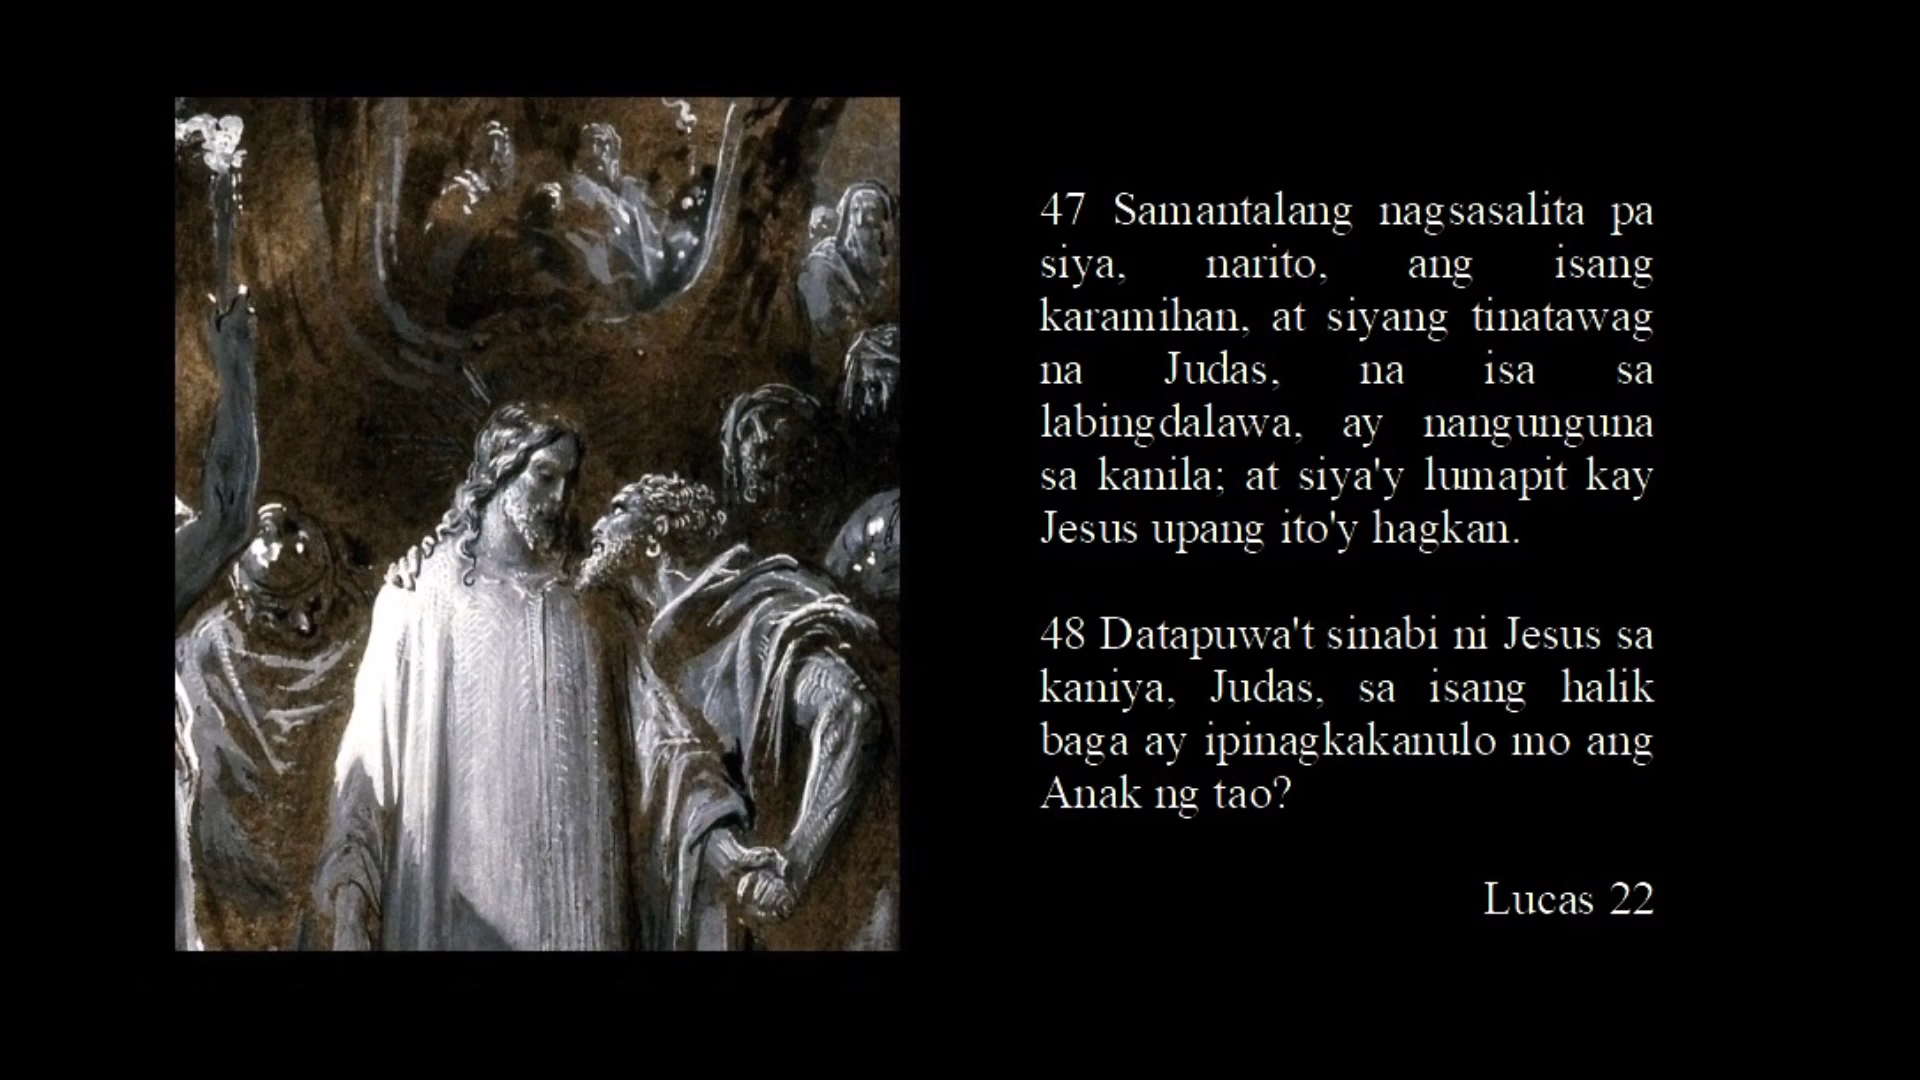 47 Samantalang nagsasalita pa
siya, narito, ang isang
karamihan, at siyang tinatawag
na Judas, na isa sa
labingdalawa, ay nangunguna
sa kanila; at siya'y lumapit kay
Jesus upang ito'y hagkan.
48 Datapuwa't sinabi ni Jesus sa
kaniya, Judas, sa isang halik
baga ay ipinagkakanulo mo ang
Anak ng tao?
Lucas 22